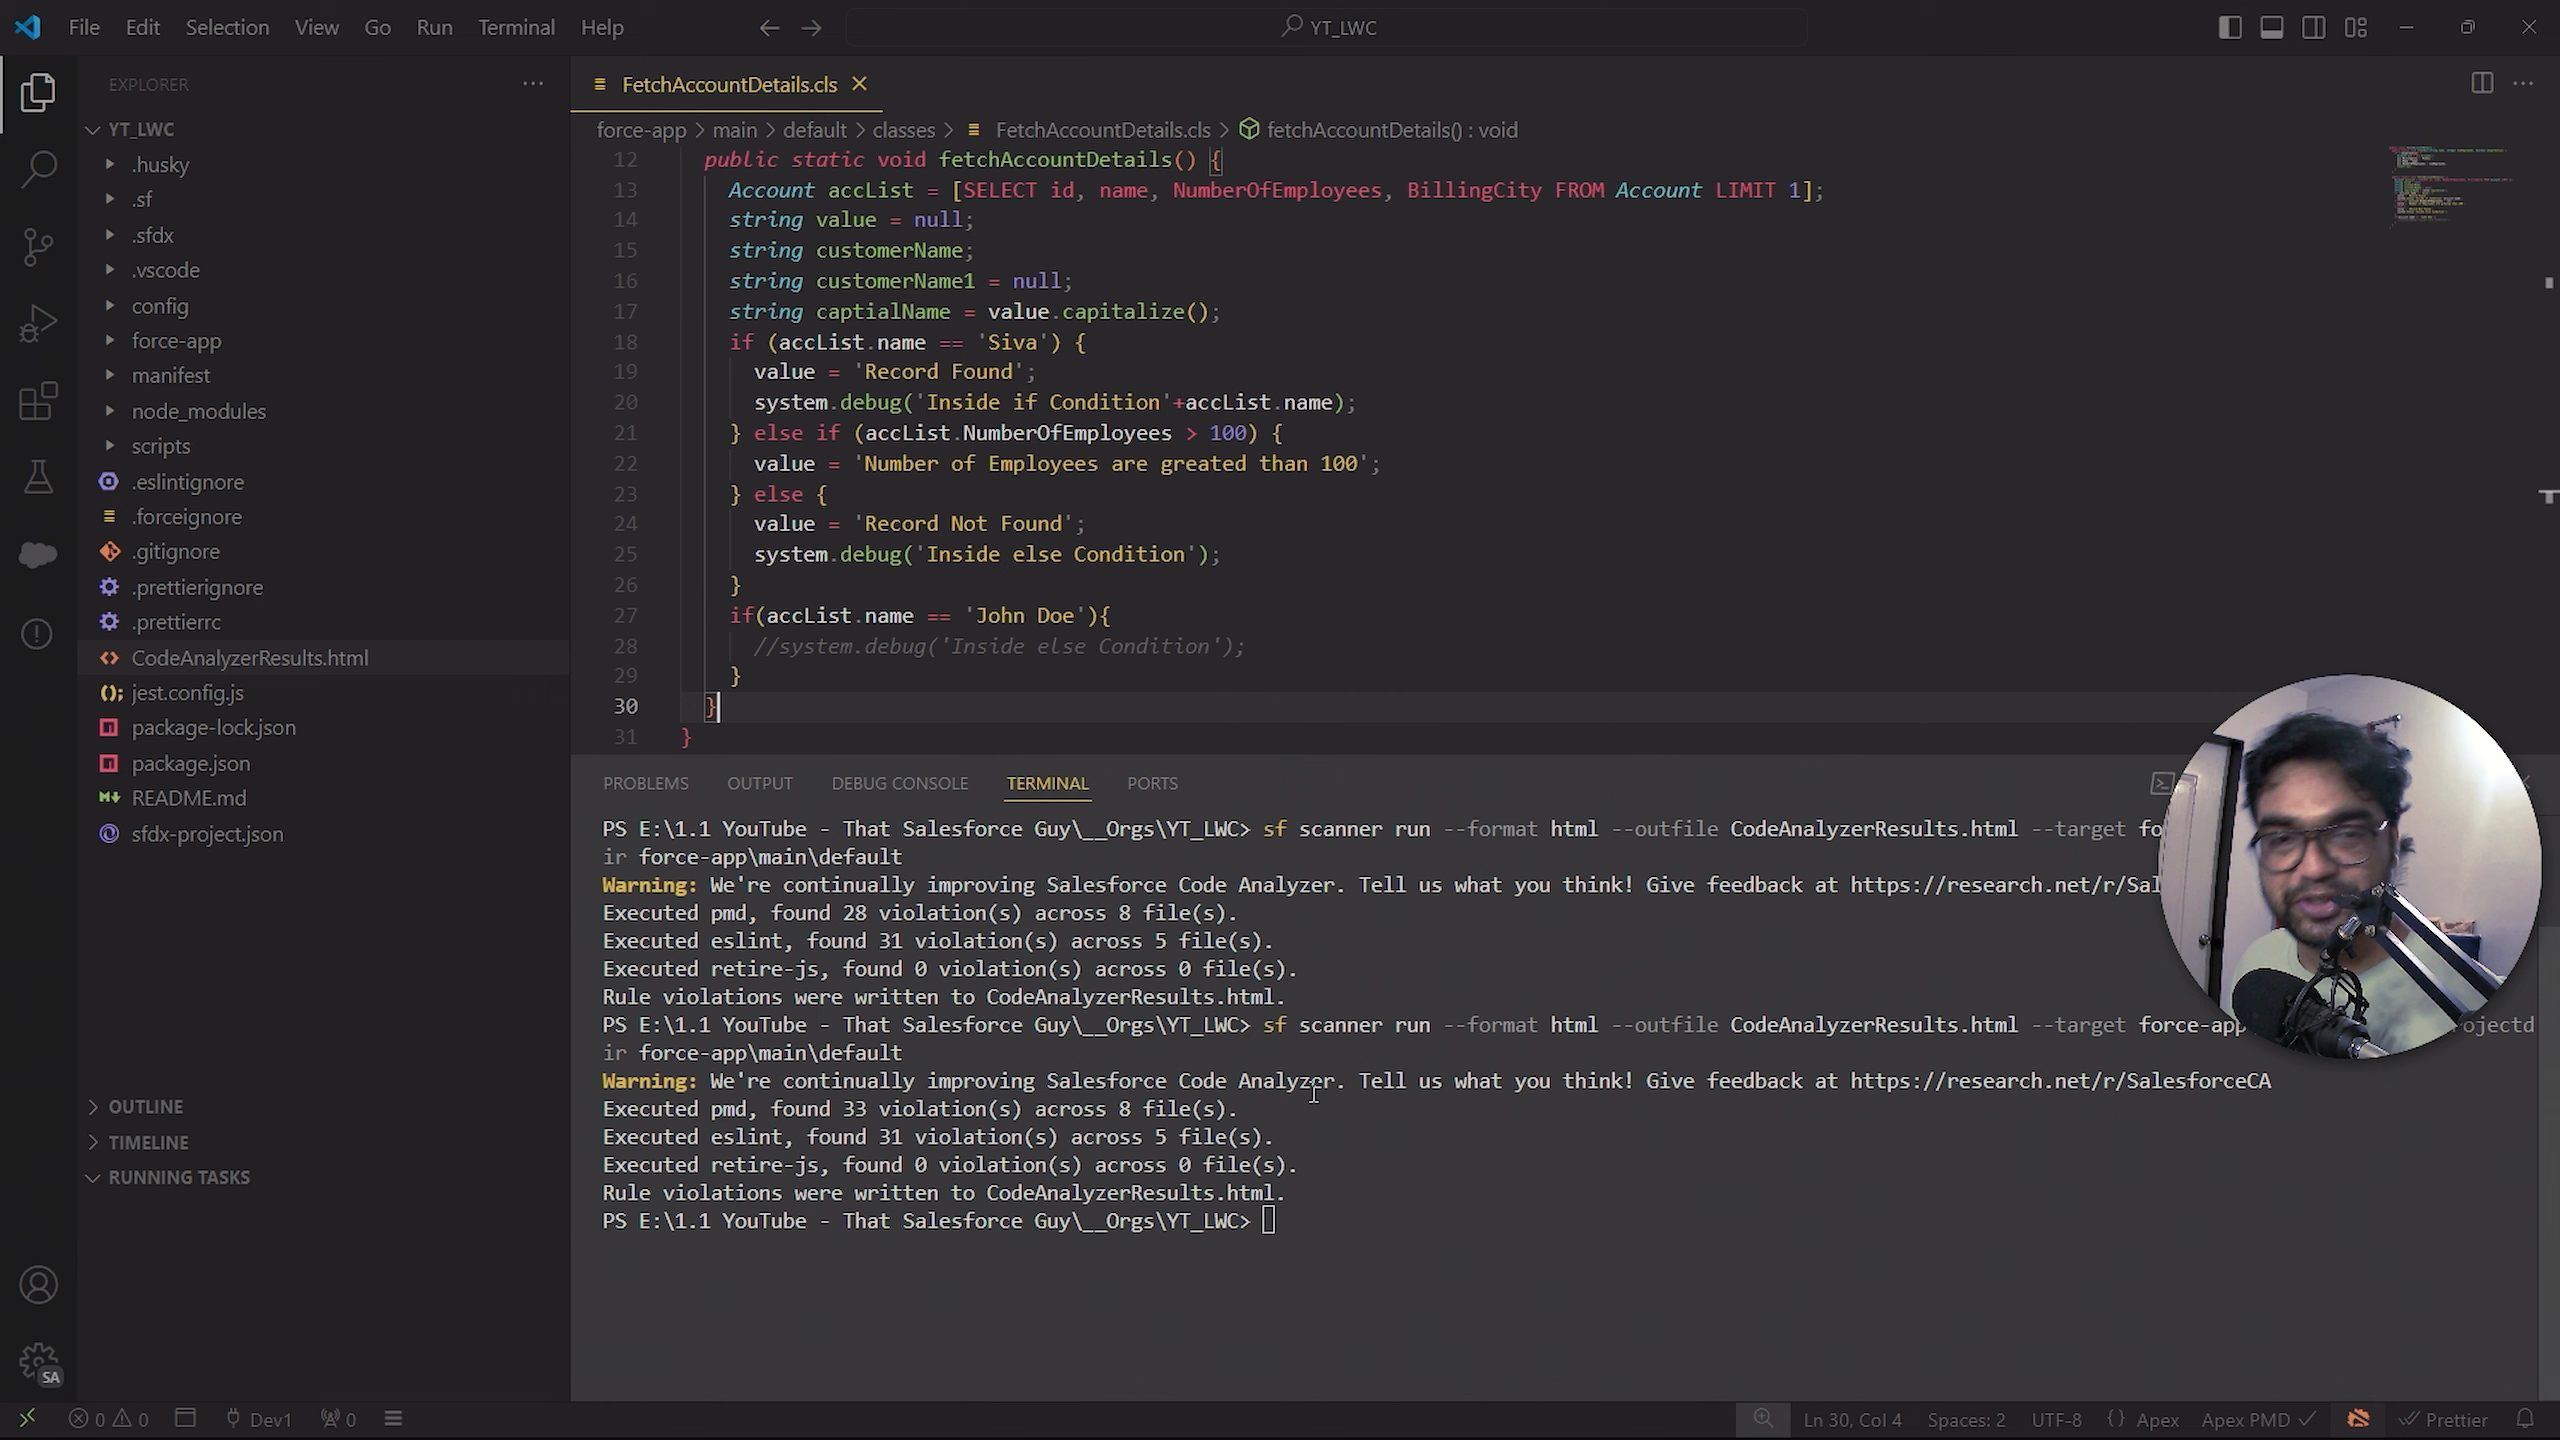 File Edit Selection View Go Run Terminal Help
YT_LWC
EXPLORER
YT_LWC
.husky
.sf
.sfdx
.vscode
config
force-app
manifest
node_modules
scripts
.eslintignore
.forceignore
.gitignore
.prettierignore
.prettierrc
CodeAnalyzerResults.html
jest.config.js
package-lock.json
package.json
README.md
sfdx-project.json
OUTLINE
TIMELINE
RUNNING TASKS
SA
FetchAccountDetails.cls
force-app > main > default > classes > FetchAccountDetails.cls > fetchAccountDetails() : void
12 public static void fetchAccountDetails() {
13 Account accList = [SELECT id, name, NumberOfEmployees, BillingCity FROM Account LIMIT 1];
14 string value = null;
15 string customerName;
16 string customerName1 = null;
17 string captialName = value.capitalize();
18 if (accList.name == 'Siva') {
19 value = 'Record Found';
20 system.debug('Inside if Condition'+accList.name);
21 } else if (accList.NumberOfEmployees > 100) {
22 value = 'Number of Employees are greated than 100';
23 } else {
24 value = 'Record Not Found';
25 system.debug('Inside else Condition');
26 }
27 if(accList.name == 'John Doe'){
28 //system.debug('Inside else Condition');
29 }
30 }
31 }
PROBLEMS OUTPUT DEBUG CONSOLE TERMINAL PORTS
PS E:\1.1 YouTube - That Salesforce Guy\__Orgs\YT_LWC> sf scanner run --format html --outfile CodeAnalyzerResults.html --target fo
ir force-app\main\default
Warning: We're continually improving Salesforce Code Analyzer. Tell us what you think! Give feedback at https://research.net/r/Sal
Executed pmd, found 28 violation(s) across 8 file(s).
Executed eslint, found 31 violation(s) across 5 file(s).
Executed retire-js, found 0 violation(s) across 0 file(s).
Rule violations were written to CodeAnalyzerResults.html.
PS E:\1.1 YouTube - That Salesforce Guy\__Orgs\YT_LWC> sf scanner run --format html --outfile CodeAnalyzerResults.html --target force-app ojectd
ir force-app\main\default
Warning: We're continually improving Salesforce Code Analyzer. Tell us what you think! Give feedback at https://research.net/r/SalesforceCA
Executed pmd, found 33 violation(s) across 8 file(s).
Executed eslint, found 31 violation(s) across 5 file(s).
Executed retire-js, found 0 violation(s) across 0 file(s).
Rule violations were written to CodeAnalyzerResults.html.
PS E:\1.1 YouTube - That Salesforce Guy\__Orgs\YT_LWC>
0 0 Dev1 0 Ln 30, Col 4 Spaces: 2 UTF-8 {} Apex Apex PMD Prettier